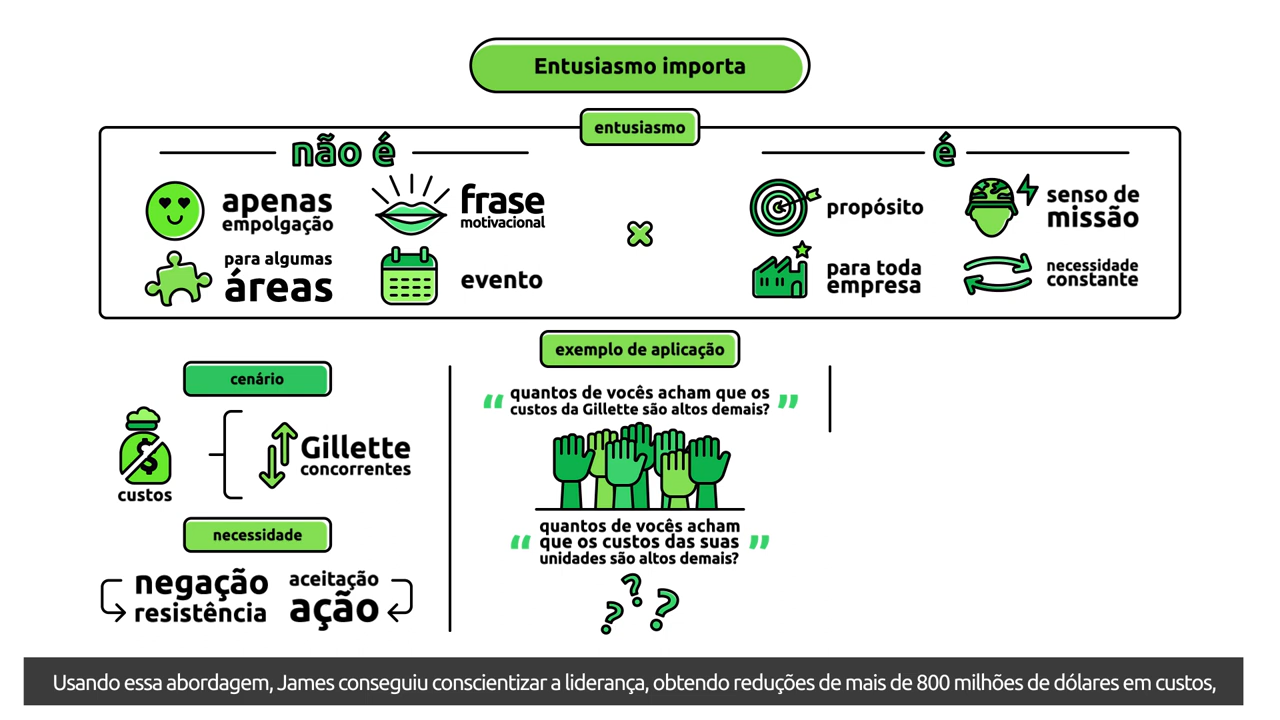 Entusiasmo importa
entusiasmo
não é
apenas
empolgação
frase
motivacional
para algumas
áreas
evento
é
propósito
senso de
missão
para toda
empresa
necessidade
constante
cenário
$
custos
Gillette
concorrentes
necessidade
negação
resistência
aceitação
ação
exemplo de aplicação
“ quantos de vocês acham que os
custos da Gillette são altos demais? ”
“ quantos de vocês acham
que os custos das suas
unidades são altos demais? ”
? ? ?
Usando essa abordagem, James conseguiu conscientizar a liderança, obtendo reduções de mais de 800 milhões de dólares em custos,